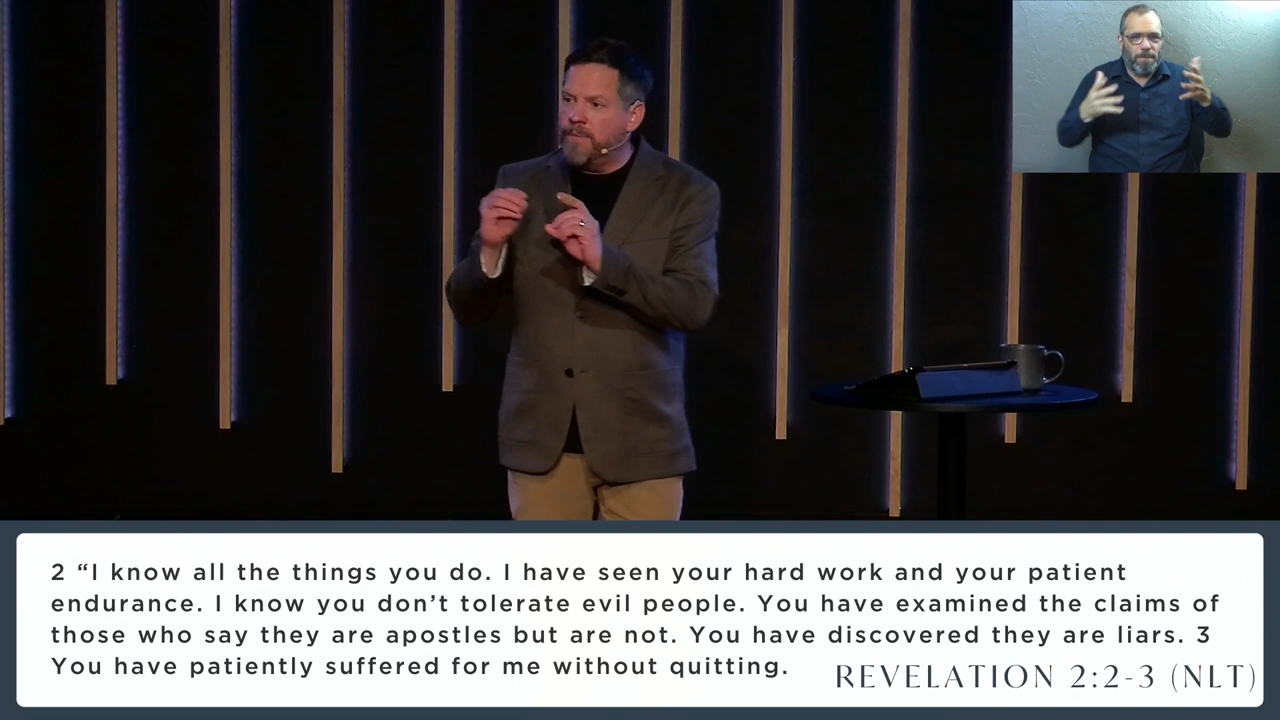 2 “I know all the things you do. I have seen your hard work and your patient
endurance. I know you don’t tolerate evil people. You have examined the claims of
those who say they are apostles but are not. You have discovered they are liars. 3
You have patiently suffered for me without quitting.
REVELATION 2:2-3 (NLT)